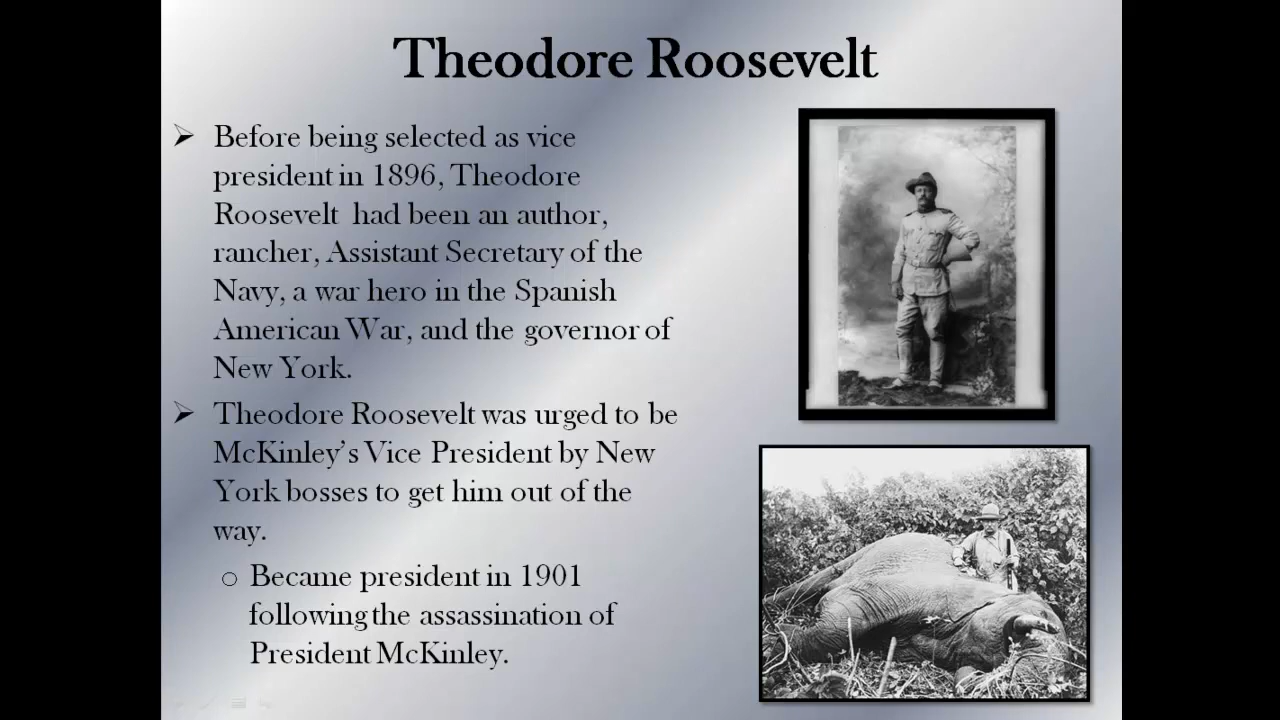 Theodore Roosevelt
➢ Before being selected as vice
president in 1896, Theodore
Roosevelt had been an author,
rancher, Assistant Secretary of the
Navy, a war hero in the Spanish
American War, and the governor of
New York.
➢ Theodore Roosevelt was urged to be
McKinley’s Vice President by New
York bosses to get him out of the
way.
o Became president in 1901
following the assassination of
President McKinley.